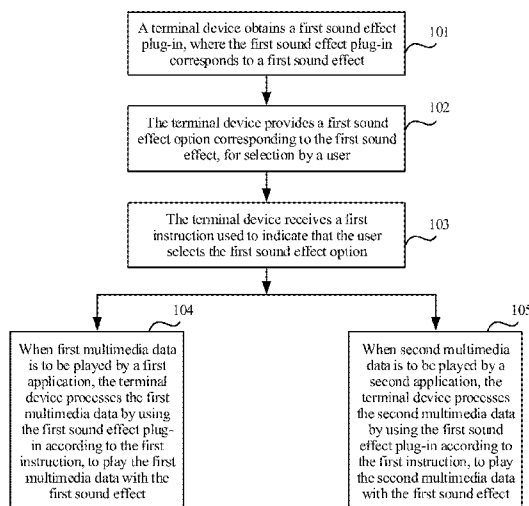 A terminal device obtains a first sound effect
plug-in, where the first sound effect plug-in
corresponds to a first sound effect
101
The terminal device provides a first sound
effect option corresponding to the first sound
effect, for selection by a user
102
The terminal device receives a first
instruction used to indicate that the user
selects the first sound effect option
103
104
When first multimedia data
is to be played by a first
application, the terminal
device processes the first
multimedia data by using
the first sound effect plug-
in according to the first
instruction, to play the first
multimedia data with the
first sound effect
105
When second multimedia
data is to be played by a
second application, the
terminal device processes
the second multimedia data
by using the first sound
effect plug-in according to
the first instruction, to play
the second multimedia data
with the first sound effect